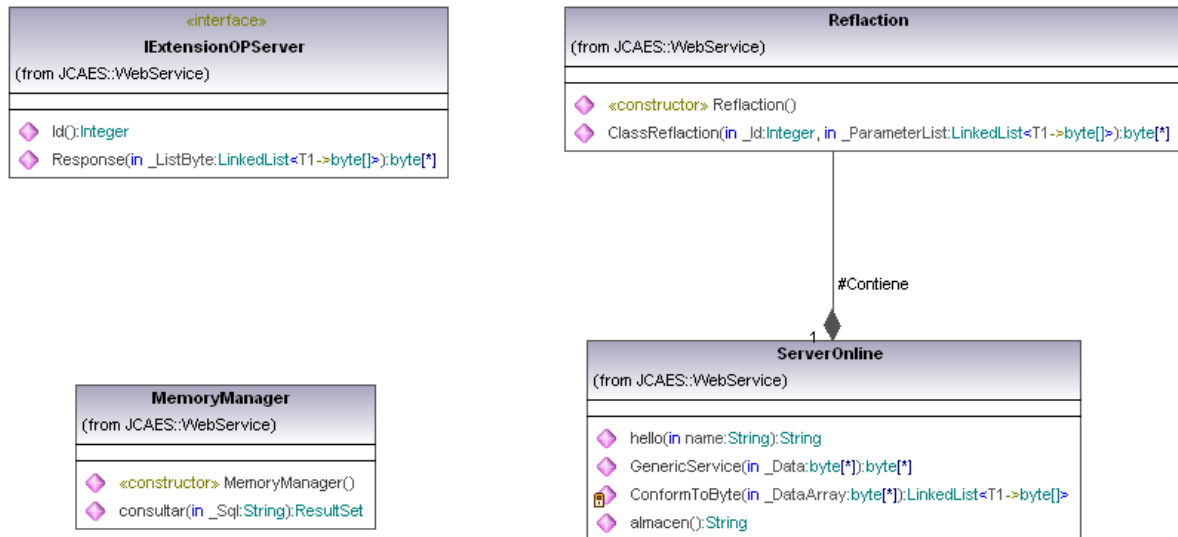 «interface»
IExtensionOPServer
(from JCAES::WebService)
Id():Integer
Response(in _ListByte:LinkedList<T1->byte[]>):byte[*]
Reflaction
(from JCAES::WebService)
«constructor» Reflaction()
ClassReflaction(in _Id:Integer, in _ParameterList:LinkedList<T1->byte[]>):byte[*]
#Contiene
1
MemoryManager
(from JCAES::WebService)
«constructor» MemoryManager()
consultar(in _Sql:String):ResultSet
ServerOnline
(from JCAES::WebService)
hello(in name:String):String
GenericService(in _Data:byte[*]):byte[*]
ConformToByte(in _DataArray:byte[*]):LinkedList<T1->byte[]>
almacen():String